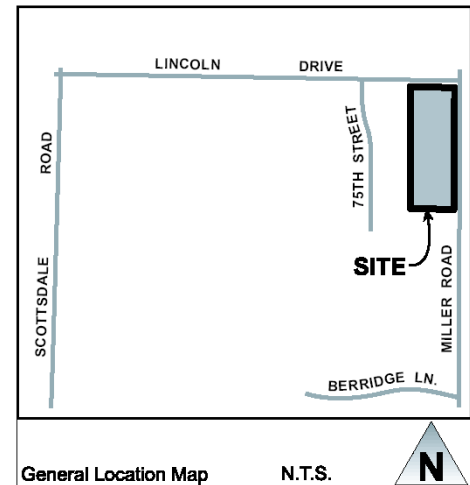 LINCOLN DRIVE
SCOTTSDALE ROAD
75TH STREET
SITE
MILLER ROAD
BERRIDGE LN.
General Location Map N.T.S.
N